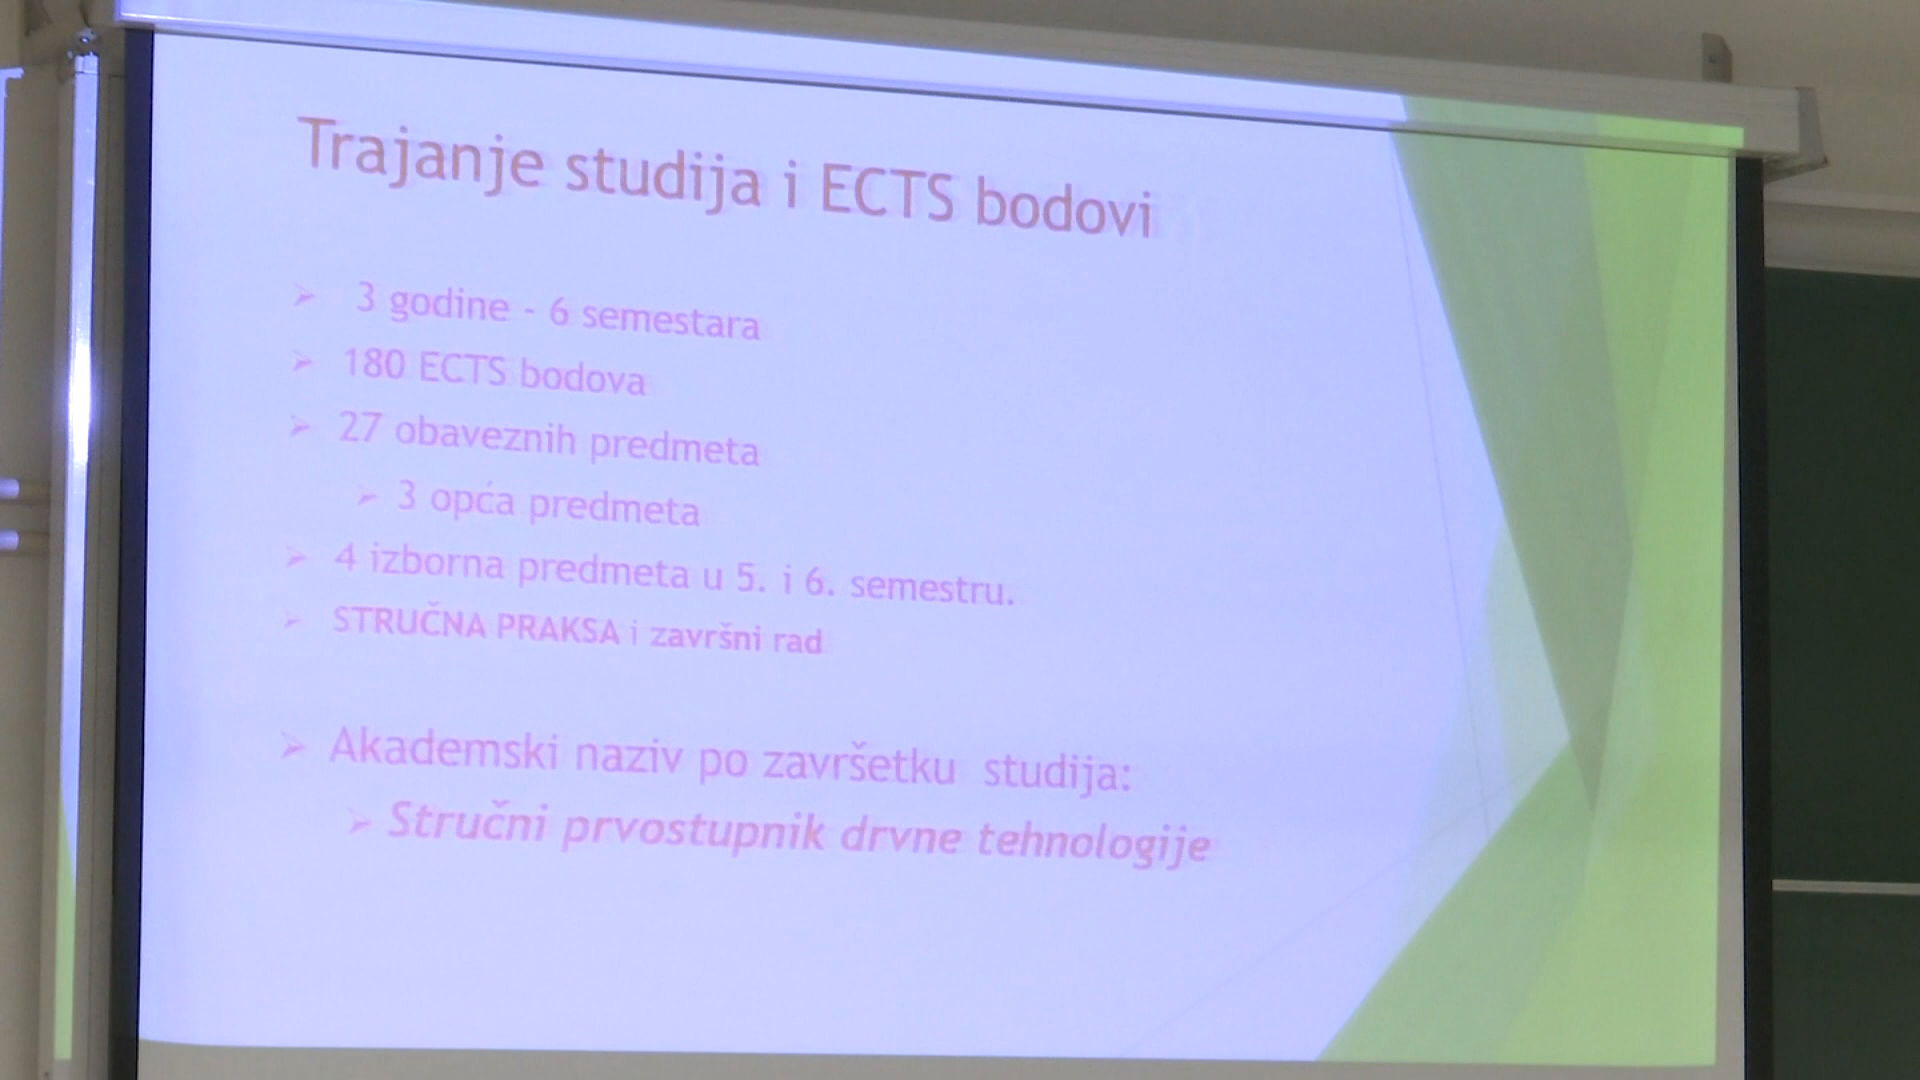 Trajanje studija i ECTS bodovi
3 godine - 6 semestara
180 ECTS bodova
27 obaveznih predmeta
3 opća predmeta
4 izborna predmeta u 5. i 6. semestru.
STRUČNA PRAKSA i završni rad
Akademski naziv po završetku studija:
Stručni prvostupnik drvne tehnologije